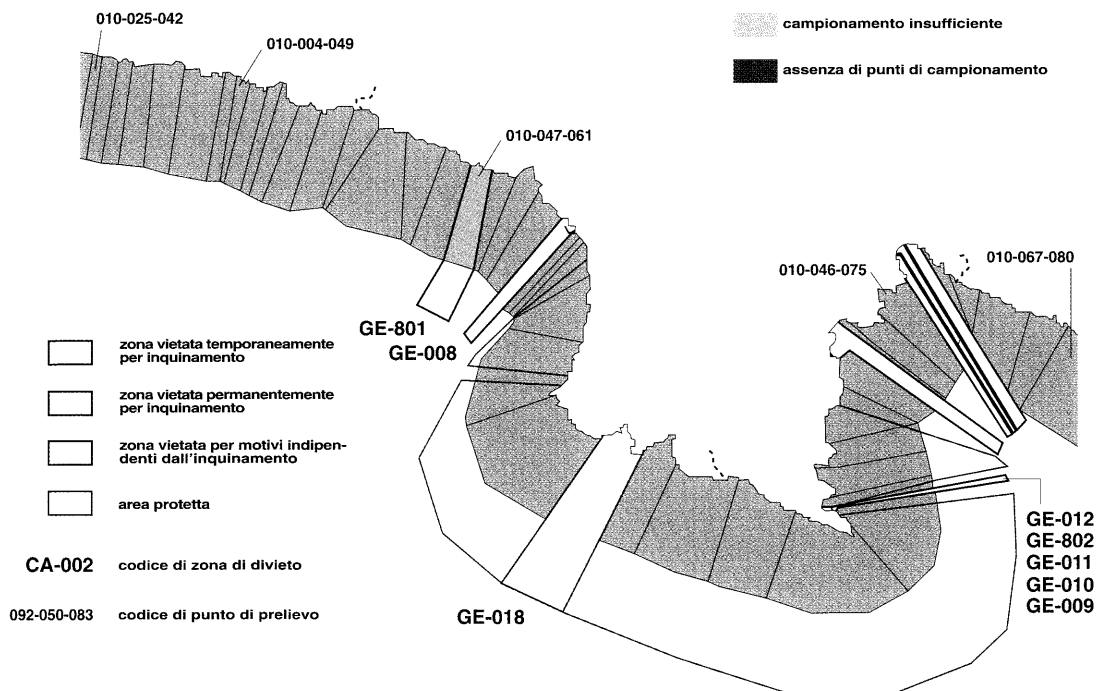 010-025-042
010-004-049
010-047-061
campionamento insufficiente
assenza di punti di campionamento
010-046-075
010-067-080
GE-801
GE-008
zona vietata temporaneamente
per inquinamento
zona vietata permanentemente
per inquinamento
zona vietata per motivi indipen-
denti dall'inquinamento
area protetta
CA-002 codice di zona di divieto
092-050-083 codice di punto di prelievo
GE-018
GE-012
GE-802
GE-011
GE-010
GE-009